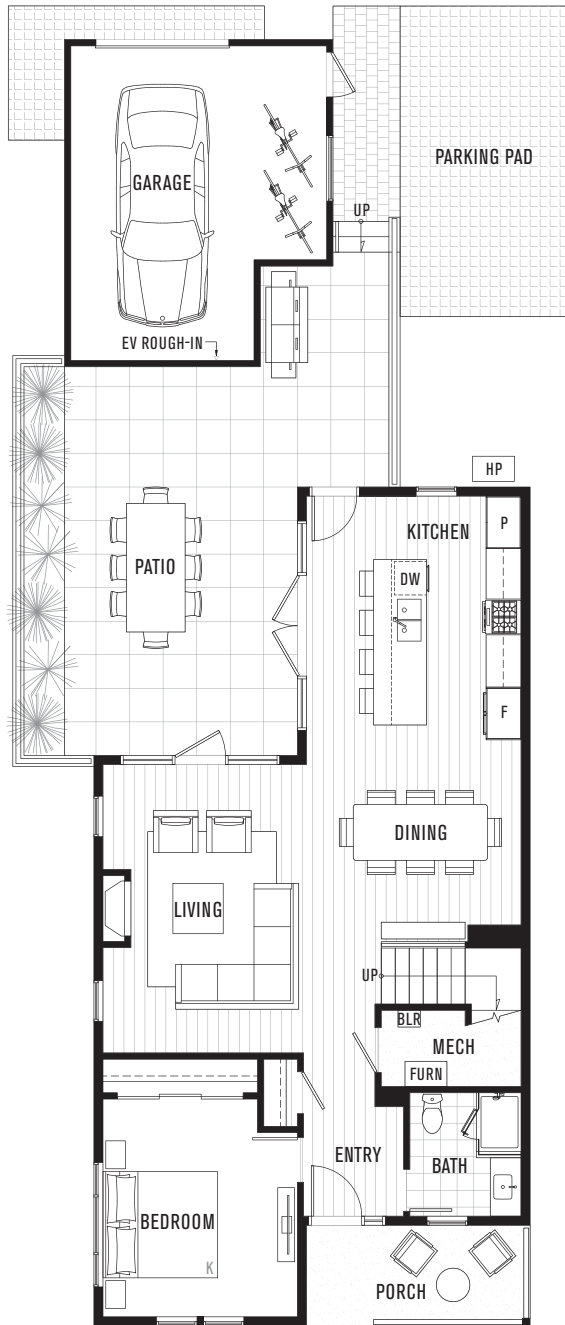 GARAGE
PARKING PAD
UP
EV ROUGH-IN
HP
KITCHEN
P
DW
PATIO
F
DINING
LIVING
UP
BLR
MECH
FURN
ENTRY
BATH
BEDROOM
K
PORCH